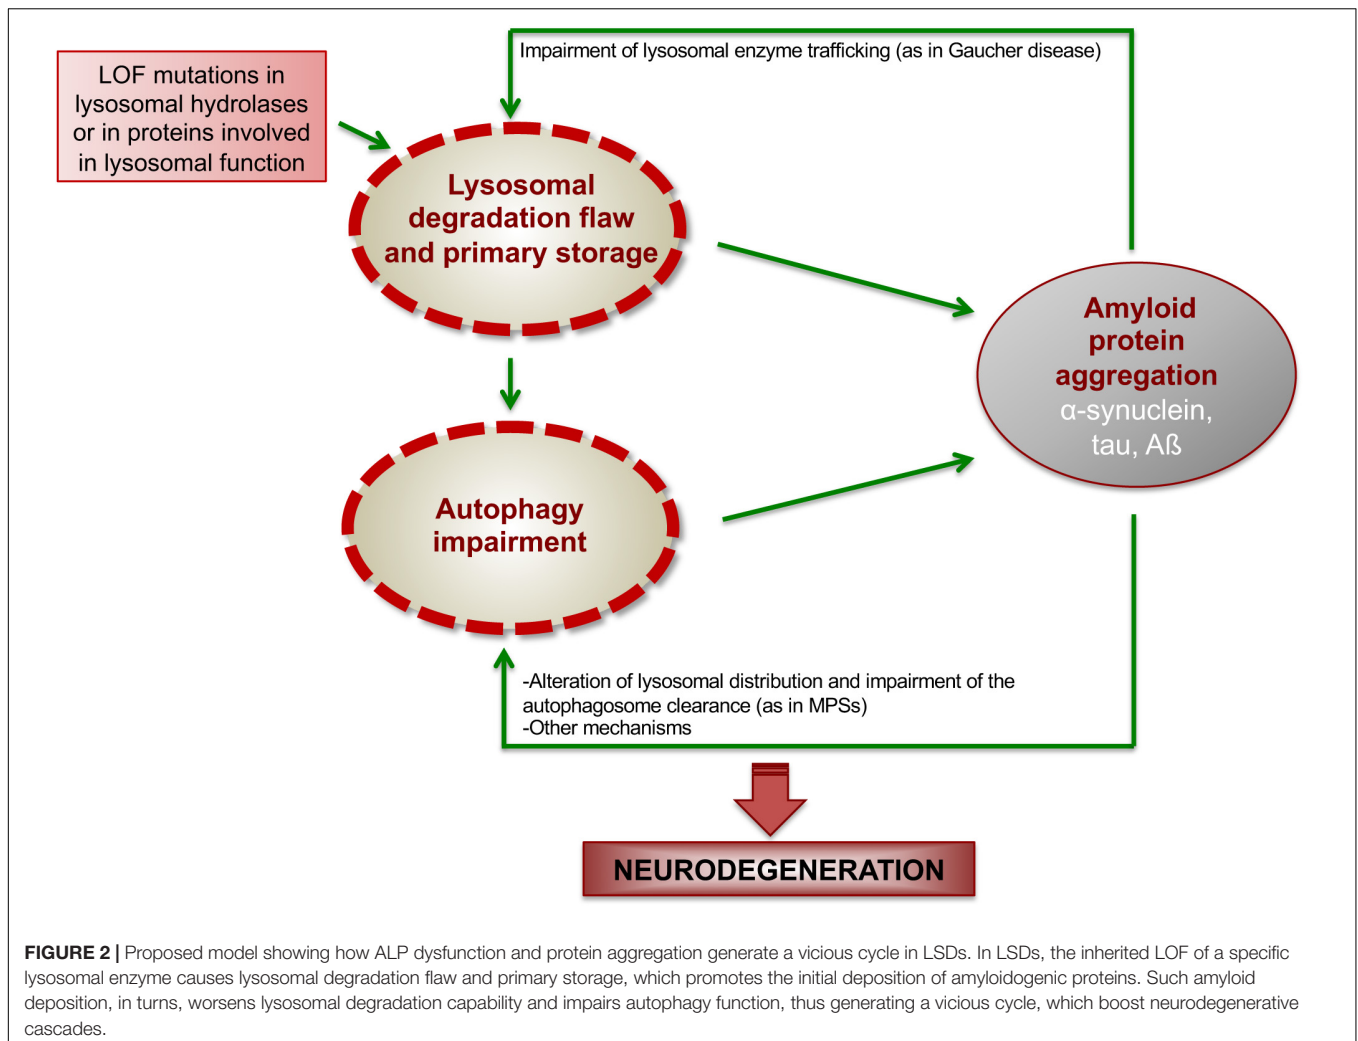 Impairment of lysosomal enzyme trafficking (as in Gaucher disease)
LOF mutations in
lysosomal hydrolases
or in proteins involved
in lysosomal function
Lysosomal
degradation flaw
and primary storage
Amyloid
protein
aggregation
α-synuclein,
tau, Aß
Autophagy
impairment
-Alteration of lysosomal distribution and impairment of the
autophagosome clearance (as in MPSs)
-Other mechanisms
NEURODEGENERATION
FIGURE 2 | Proposed model showing how ALP dysfunction and protein aggregation generate a vicious cycle in LSDs. In LSDs, the inherited LOF of a specific
lysosomal enzyme causes lysosomal degradation flaw and primary storage, which promotes the initial deposition of amyloidogenic proteins. Such amyloid
deposition, in turns, worsens lysosomal degradation capability and impairs autophagy function, thus generating a vicious cycle, which boost neurodegenerative
cascades.